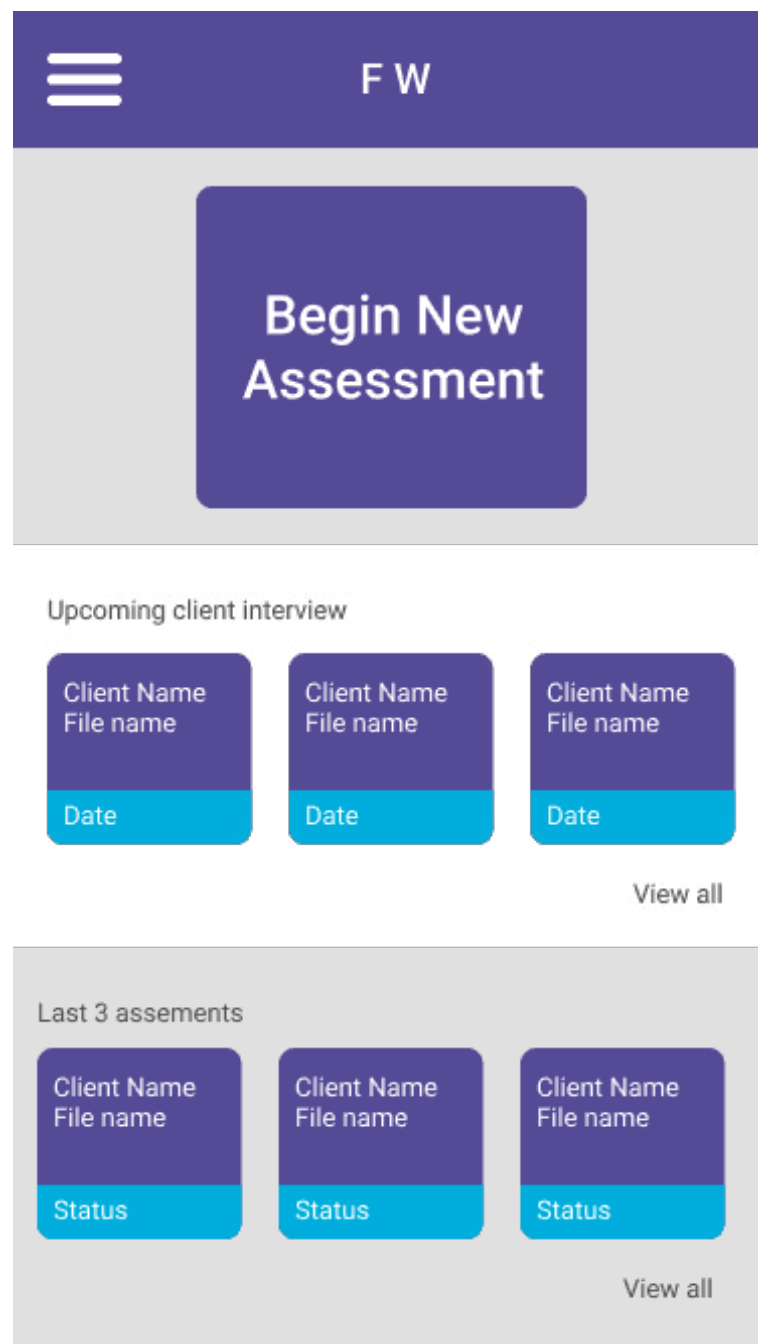 F W
Begin New
Assessment
Upcoming client interview
Client Name
File name
Date
Client Name
File name
Date
Client Name
File name
Date
View all
Last 3 assements
Client Name
File name
Status
Client Name
File name
Status
Client Name
File name
Status
View all